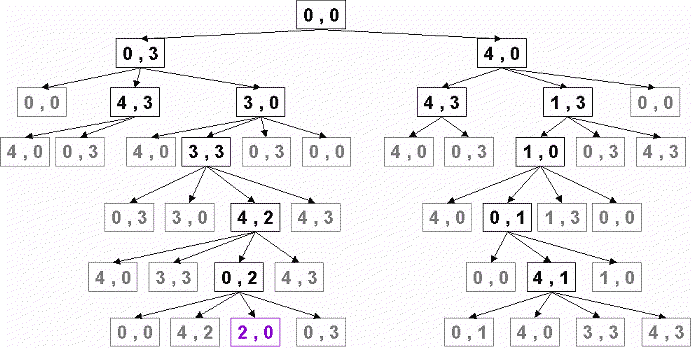 0 , 0
0 , 3 4 , 0
0 , 0 4 , 3 3 , 0 4 , 3 1 , 3 0 , 0
4 , 0 0 , 3 4 , 0 3 , 3 0 , 3 0 , 0 4 , 0 0 , 3 1 , 0 0 , 3 4 , 3
0 , 3 3 , 0 4 , 2 4 , 3 4 , 0 0 , 1 1 , 3 0 , 0
4 , 0 3 , 3 0 , 2 4 , 3 0 , 0 4 , 1 1 , 0
0 , 0 4 , 2 2 , 0 0 , 3 0 , 1 4 , 0 3 , 3 4 , 3